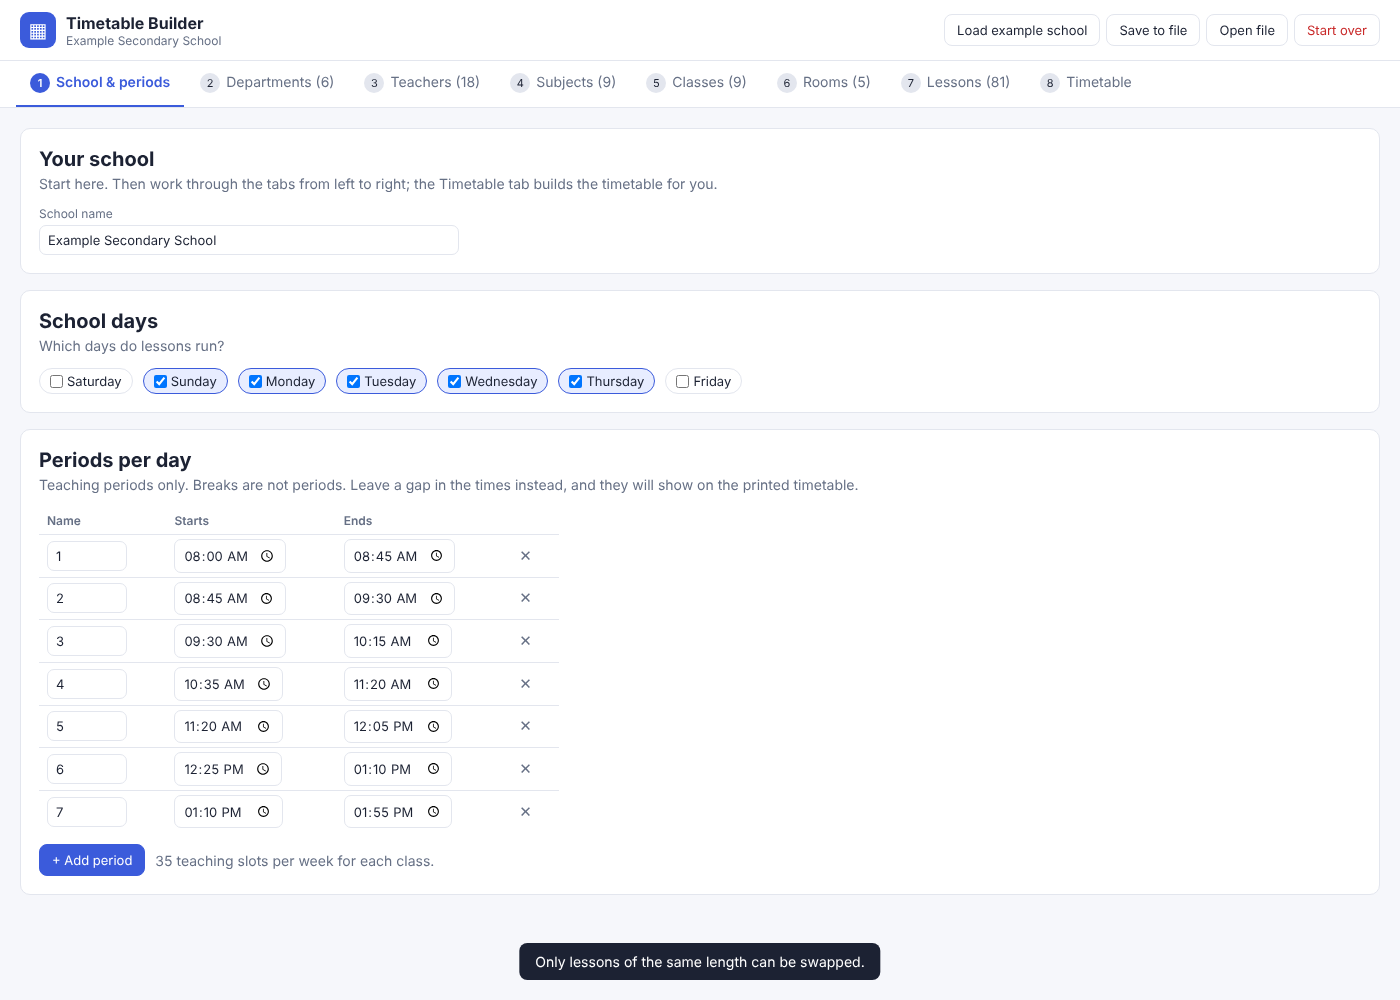 Timetable Builder
Example Secondary School
Load example school Save to file Open file Start over
1 School & periods 2 Departments (6) 3 Teachers (18) 4 Subjects (9) 5 Classes (9) 6 Rooms (5) 7 Lessons (81) 8 Timetable
Your school
Start here. Then work through the tabs from left to right; the Timetable tab builds the timetable for you.
School name
Example Secondary School
School days
Which days do lessons run?
Saturday Sunday Monday Tuesday Wednesday Thursday Friday
Periods per day
Teaching periods only. Breaks are not periods. Leave a gap in the times instead, and they will show on the printed timetable.
Name Starts Ends
1 08:00 AM 08:45 AM ✕
2 08:45 AM 09:30 AM ✕
3 09:30 AM 10:15 AM ✕
4 10:35 AM 11:20 AM ✕
5 11:20 AM 12:05 PM ✕
6 12:25 PM 01:10 PM ✕
7 01:10 PM 01:55 PM ✕
+ Add period 35 teaching slots per week for each class.
Only lessons of the same length can be swapped.